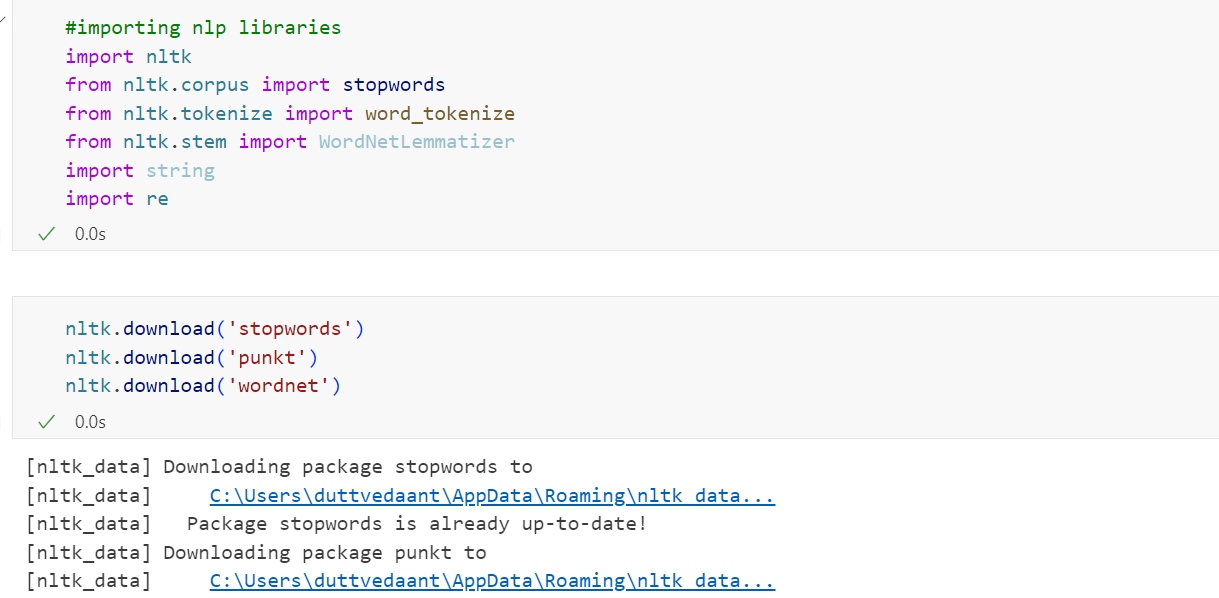 #importing nlp libraries
import nltk
from nltk.corpus import stopwords
from nltk.tokenize import word_tokenize
from nltk.stem import WordNetLemmatizer
import string
import re
0.0s
nltk.download('stopwords')
nltk.download('punkt')
nltk.download('wordnet')
0.0s
[nltk_data] Downloading package stopwords to
[nltk_data]     C:\Users\duttvedaant\AppData\Roaming\nltk_data...
[nltk_data]   Package stopwords is already up-to-date!
[nltk_data] Downloading package punkt to
[nltk_data]     C:\Users\duttvedaant\AppData\Roaming\nltk_data...